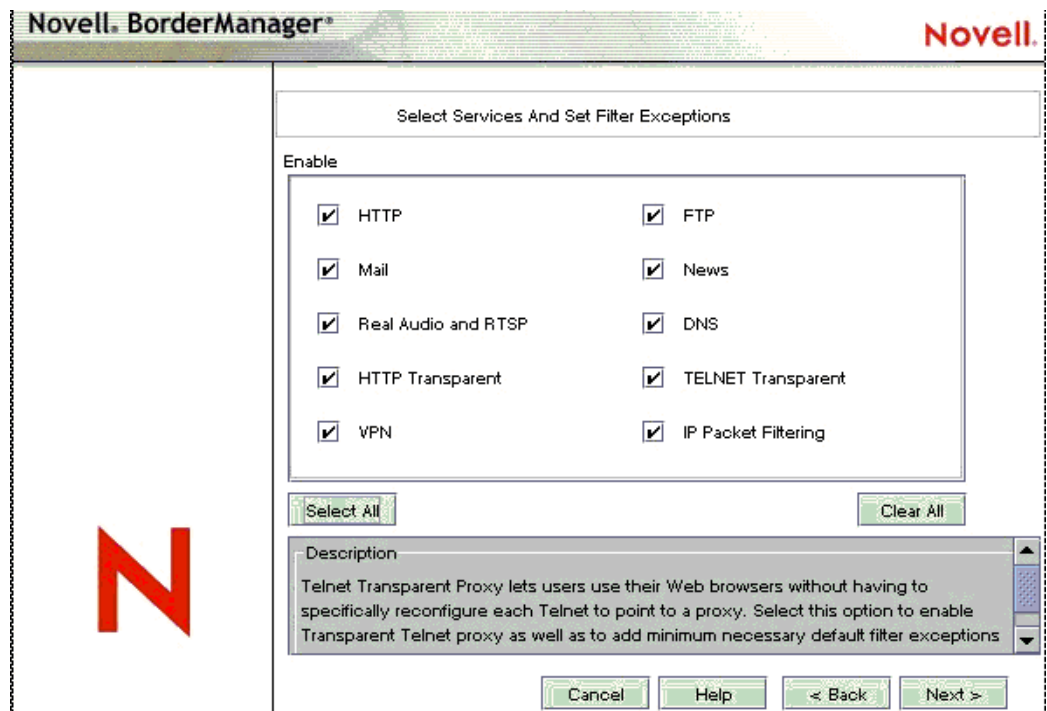 Novell. BorderManager®
Novell.
Select Services And Set Filter Exceptions
Enable
HTTP
FTP
Mail
News
Real Audio and RTSP
DNS
HTTP Transparent
TELNET Transparent
VPN
IP Packet Filtering
Select All
Clear All
Description
Telnet Transparent Proxy lets users use their Web browsers without having to
specifically reconfigure each Telnet to point to a proxy. Select this option to enable
Transparent Telnet proxy as well as to add minimum necessary default filter exceptions
N
Cancel
Help
< Back
Next >